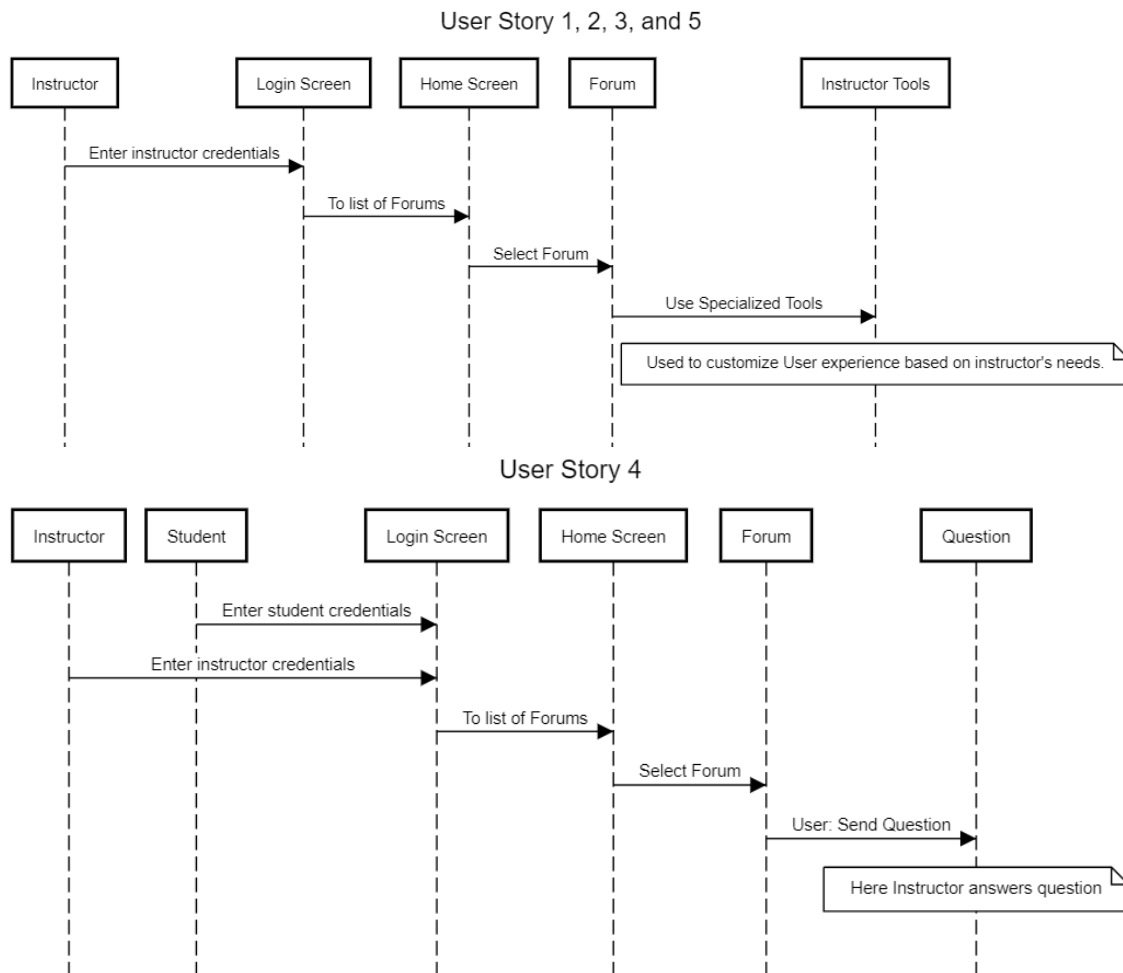 User Story 1, 2, 3, and 5
Instructor
Login Screen
Home Screen
Forum
Instructor Tools
Enter instructor credentials
To list of Forums
Select Forum
Use Specialized Tools
Used to customize User experience based on instructor's needs.
User Story 4
Instructor
Student
Login Screen
Home Screen
Forum
Question
Enter student credentials
Enter instructor credentials
To list of Forums
Select Forum
User: Send Question
Here Instructor answers question